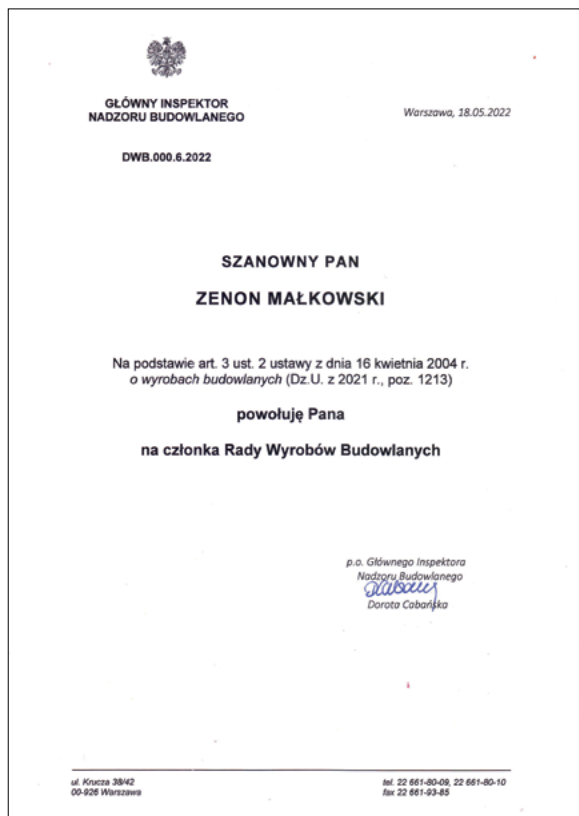 GŁÓWNY INSPEKTOR
NADZORU BUDOWLANEGO
Warszawa, 18.05.2022
DWB.000.6.2022
SZANOWNY PAN
ZENON MAŁKOWSKI
Na podstawie art. 3 ust. 2 ustawy z dnia 16 kwietnia 2004 r.
o wyrobach budowlanych (Dz.U. z 2021 r., poz. 1213)
powołuję Pana
na członka Rady Wyrobów Budowlanych
p.o. Głównego Inspektora
Nadzoru Budowlanego
Dorota Cabańska
ul. Krucza 38/42
00-926 Warszawa
tel. 22 661-80-09, 22 661-80-10
fax 22 661-93-85